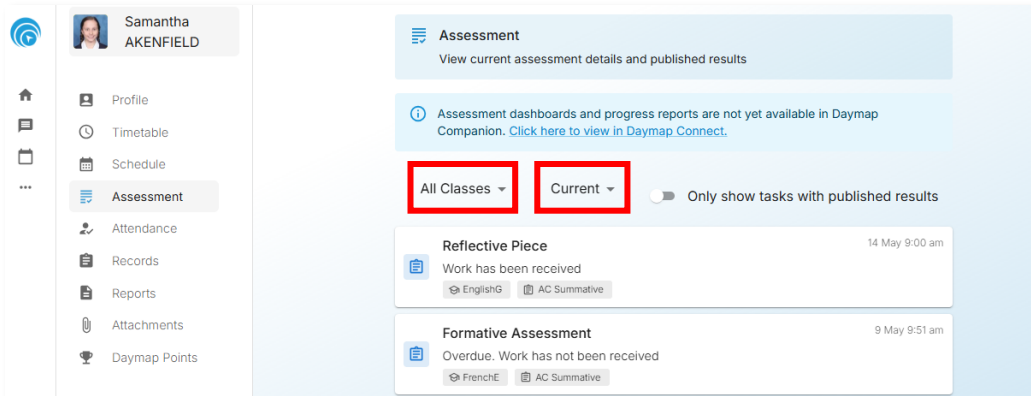 Samantha
AKENFIELD
Profile
Timetable
Schedule
Assessment
Attendance
Records
Reports
Attachments
Daymap Points
Assessment
View current assessment details and published results
Assessment dashboards and progress reports are not yet available in Daymap
Companion. Click here to view in Daymap Connect.
All Classes Current Only show tasks with published results
Reflective Piece 14 May 9:00 am
Work has been received
EnglishG AC Summative
Formative Assessment 9 May 9:51 am
Overdue. Work has not been received
FrenchE AC Summative